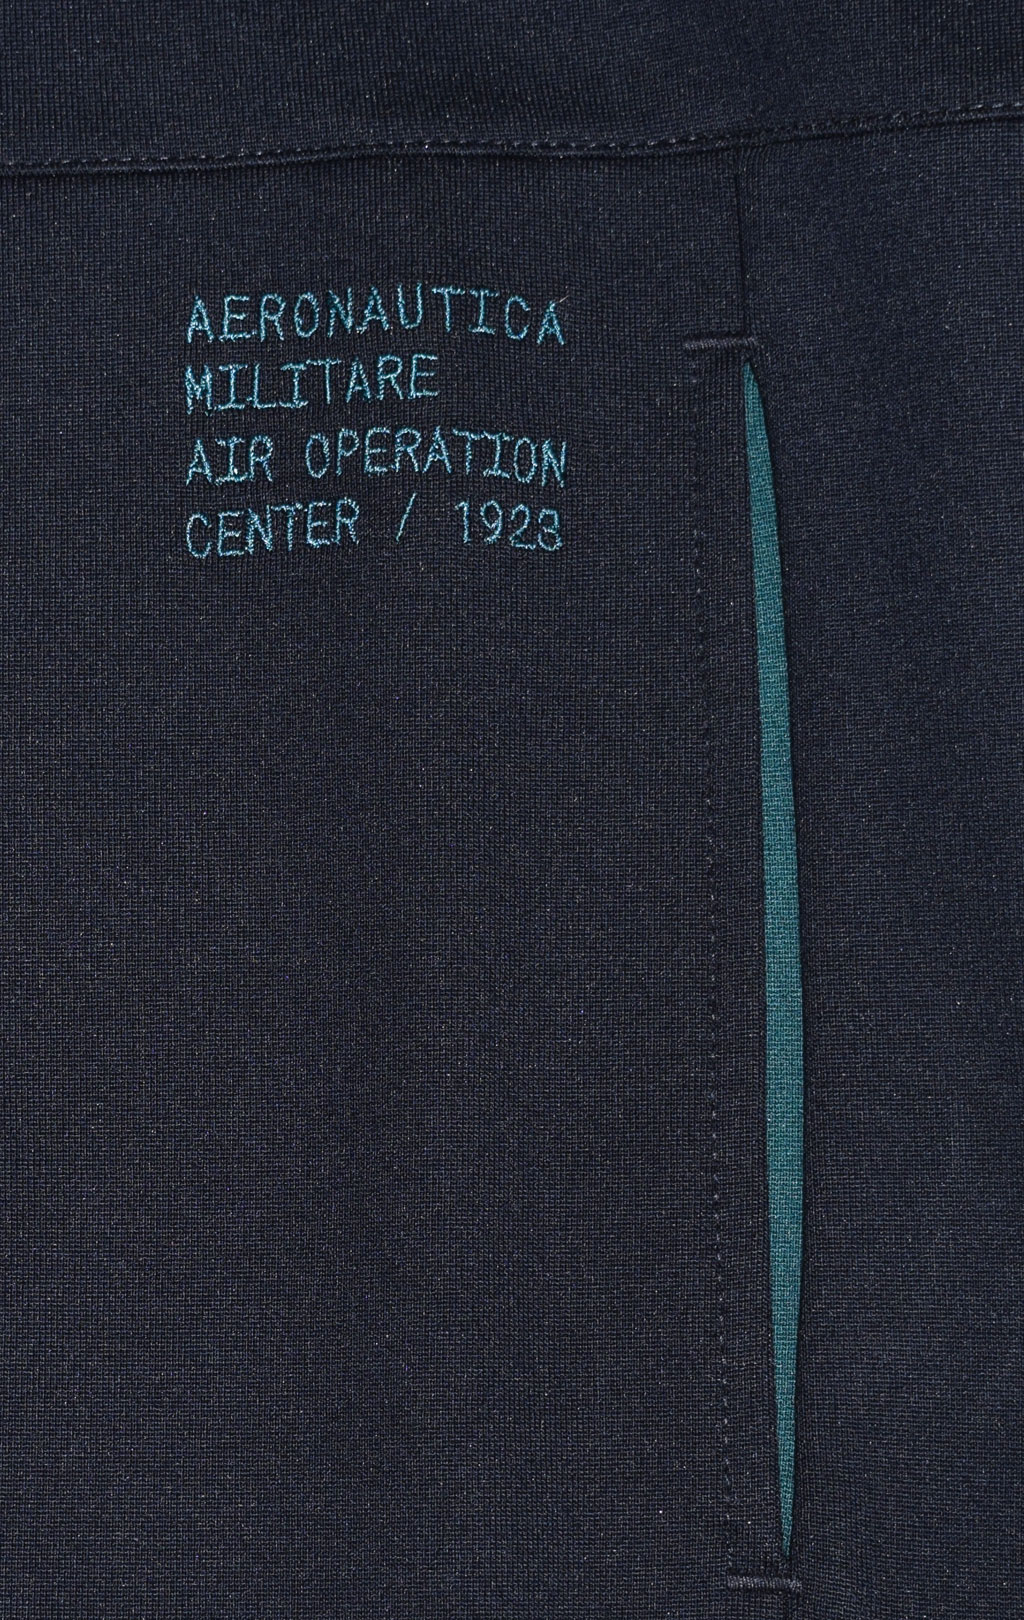 AERONAUTICA
MILITARE
AIR OPERATION
CENTER / 1923